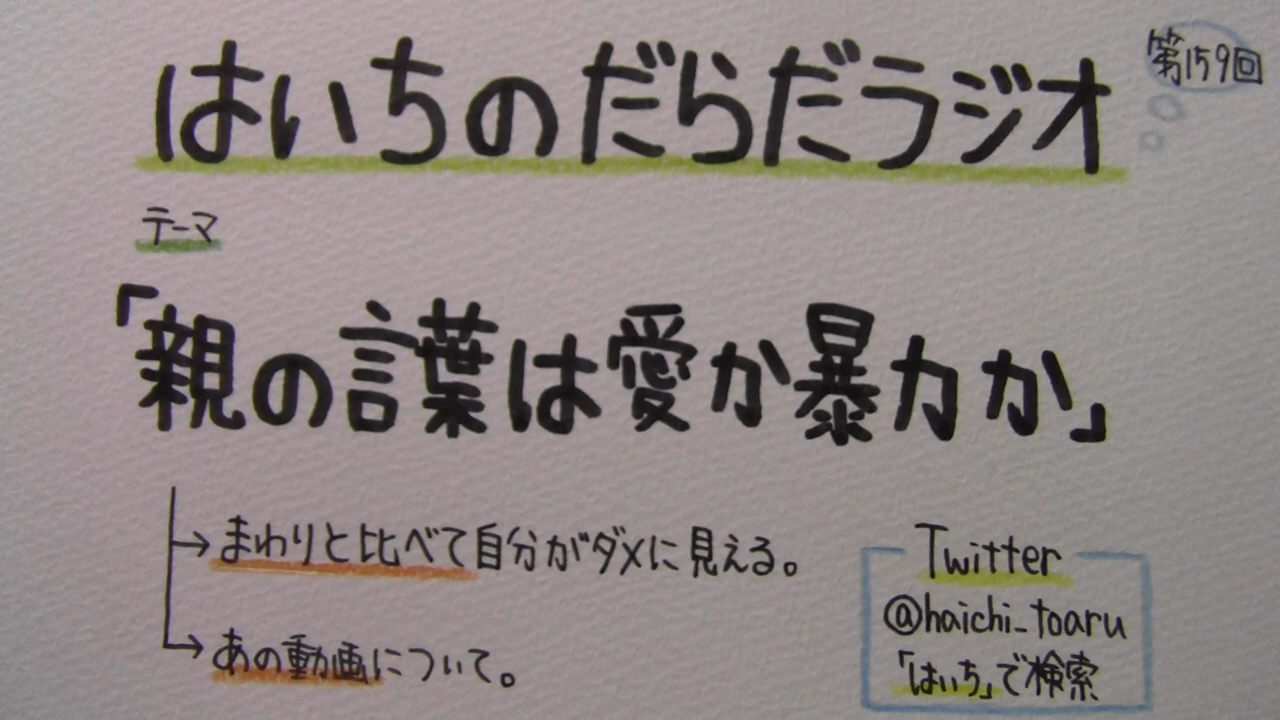 はいちのだらだラジオ
第159回
テーマ
「親の言葉は愛か暴力か」
→まわりと比べて自分がダメに見える。
→あの動画について。
Twitter
@haichi_toaru
「はいち」で検索